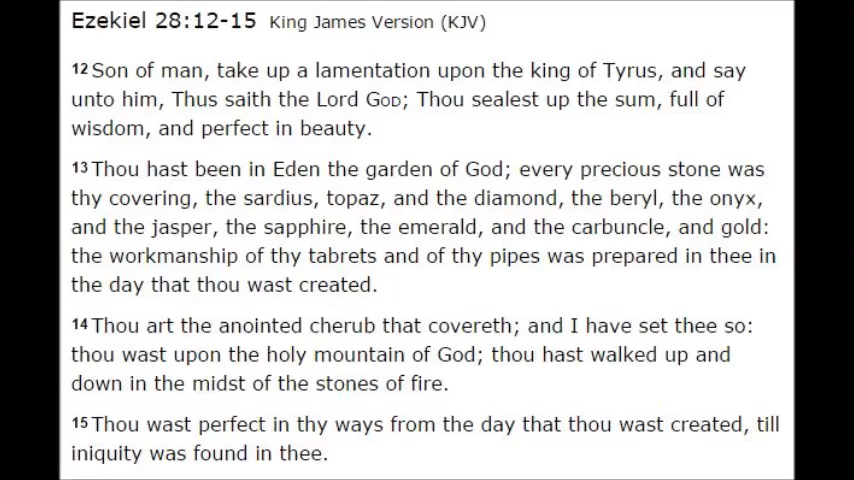 Ezekiel 28:12-15 King James Version (KJV)
12 Son of man, take up a lamentation upon the king of Tyrus, and say
unto him, Thus saith the Lord GOD; Thou sealest up the sum, full of
wisdom, and perfect in beauty.
13 Thou hast been in Eden the garden of God; every precious stone was
thy covering, the sardius, topaz, and the diamond, the beryl, the onyx,
and the jasper, the sapphire, the emerald, and the carbuncle, and gold:
the workmanship of thy tabrets and of thy pipes was prepared in thee in
the day that thou wast created.
14 Thou art the anointed cherub that covereth; and I have set thee so:
thou wast upon the holy mountain of God; thou hast walked up and
down in the midst of the stones of fire.
15 Thou wast perfect in thy ways from the day that thou wast created, till
iniquity was found in thee.